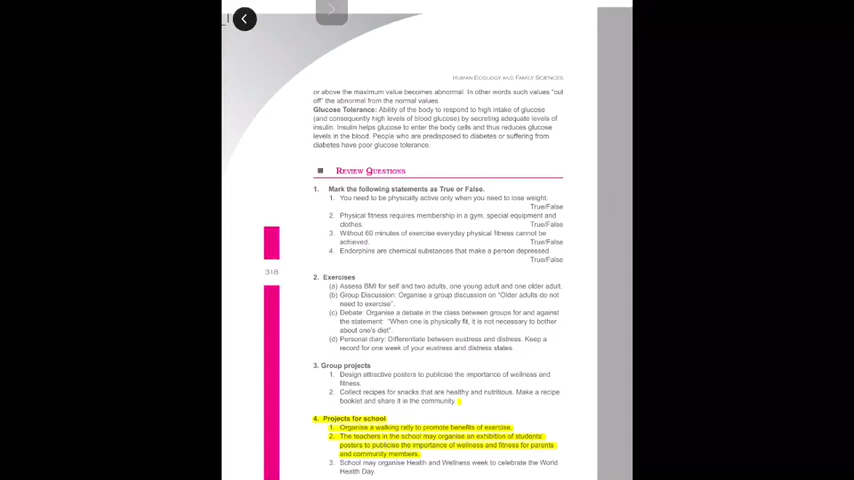 HUMAN ECOLOGY AND FAMILY SCIENCES
or above the maximum value becomes abnormal. In other words such values "cut
off" the abnormal from the normal values
Glucose Tolerance: Ability of the body to respond to high intake of glucose
(and consequently high levels of blood glucose) by secreting adequate levels of
insulin. Insulin helps glucose to enter the body cells and thus reduces glucose
levels in the blood. People who are predisposed to diabetes or suffering from
diabetes have poor glucose tolerance.
REVIEW QUESTIONS
1. Mark the following statements as True or False.
1. You need to be physically active only when you need to lose weight.
True/False
2. Physical fitness requires membership in a gym, special equipment and
clothes. True/False
3. Without 60 minutes of exercise everyday physical fitness cannot be
achieved. True/False
4. Endorphins are chemical substances that make a person depressed.
True/False
318
2. Exercises
(a) Assess BMI for self and two adults, one young adult and one older adult.
(b) Group Discussion: Organise a group discussion on "Older adults do not
need to exercise".
(c) Debate: Organise a debate in the class between groups for and against
the statement: "When one is physically fit, it is not necessary to bother
about one's diet".
(d) Personal diary: Differentiate between eustress and distress. Keep a
record for one week of your eustress and distress states.
3. Group projects
1. Design attractive posters to publicise the importance of wellness and
fitness.
2. Collect recipes for snacks that are healthy and nutritious. Make a recipe
booklet and share it in the community.
4. Projects for school
1. Organise a walking rally to promote benefits of exercise.
2. The teachers in the school may organise an exhibition of students'
posters to publicise the importance of wellness and fitness for parents
and community members.
3. School may organise Health and Wellness week to celebrate the World
Health Day.